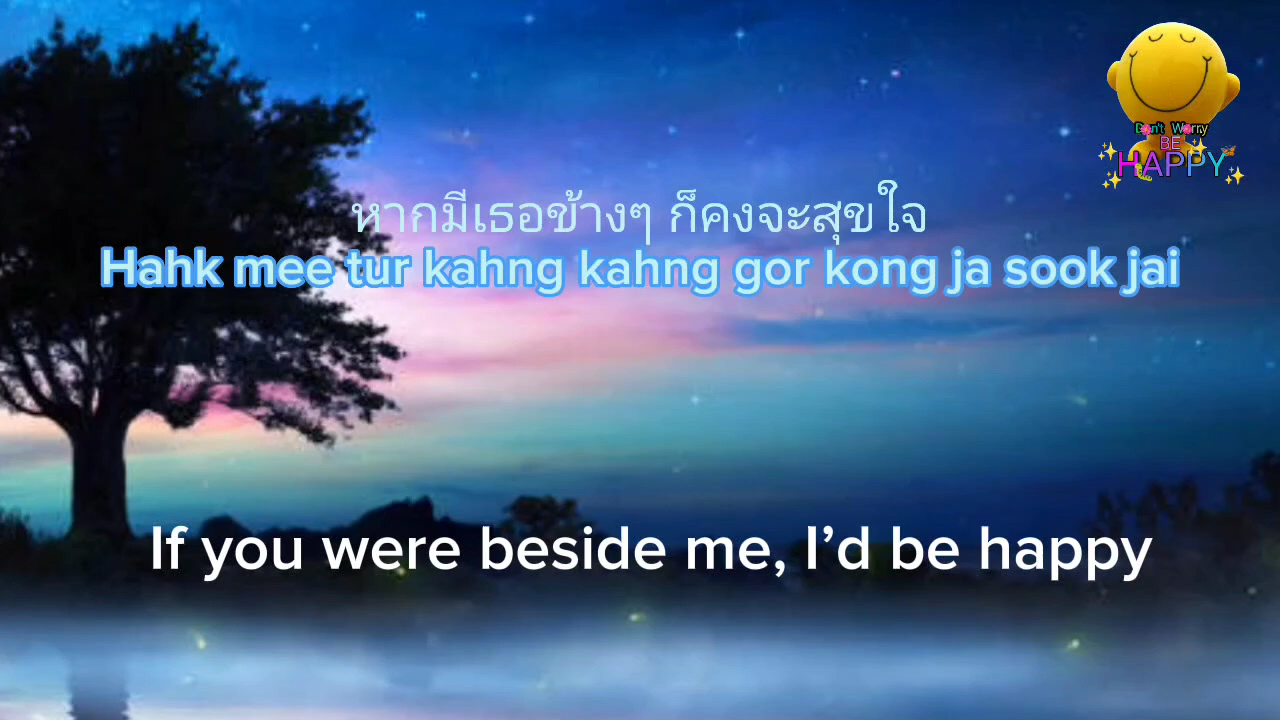 Don't Worry
BE
HAPPY
หากมีเธอข้างๆ ก็คงจะสุขใจ
Hahk mee tur kahng kahng gor kong ja sook jai
If you were beside me, I’d be happy